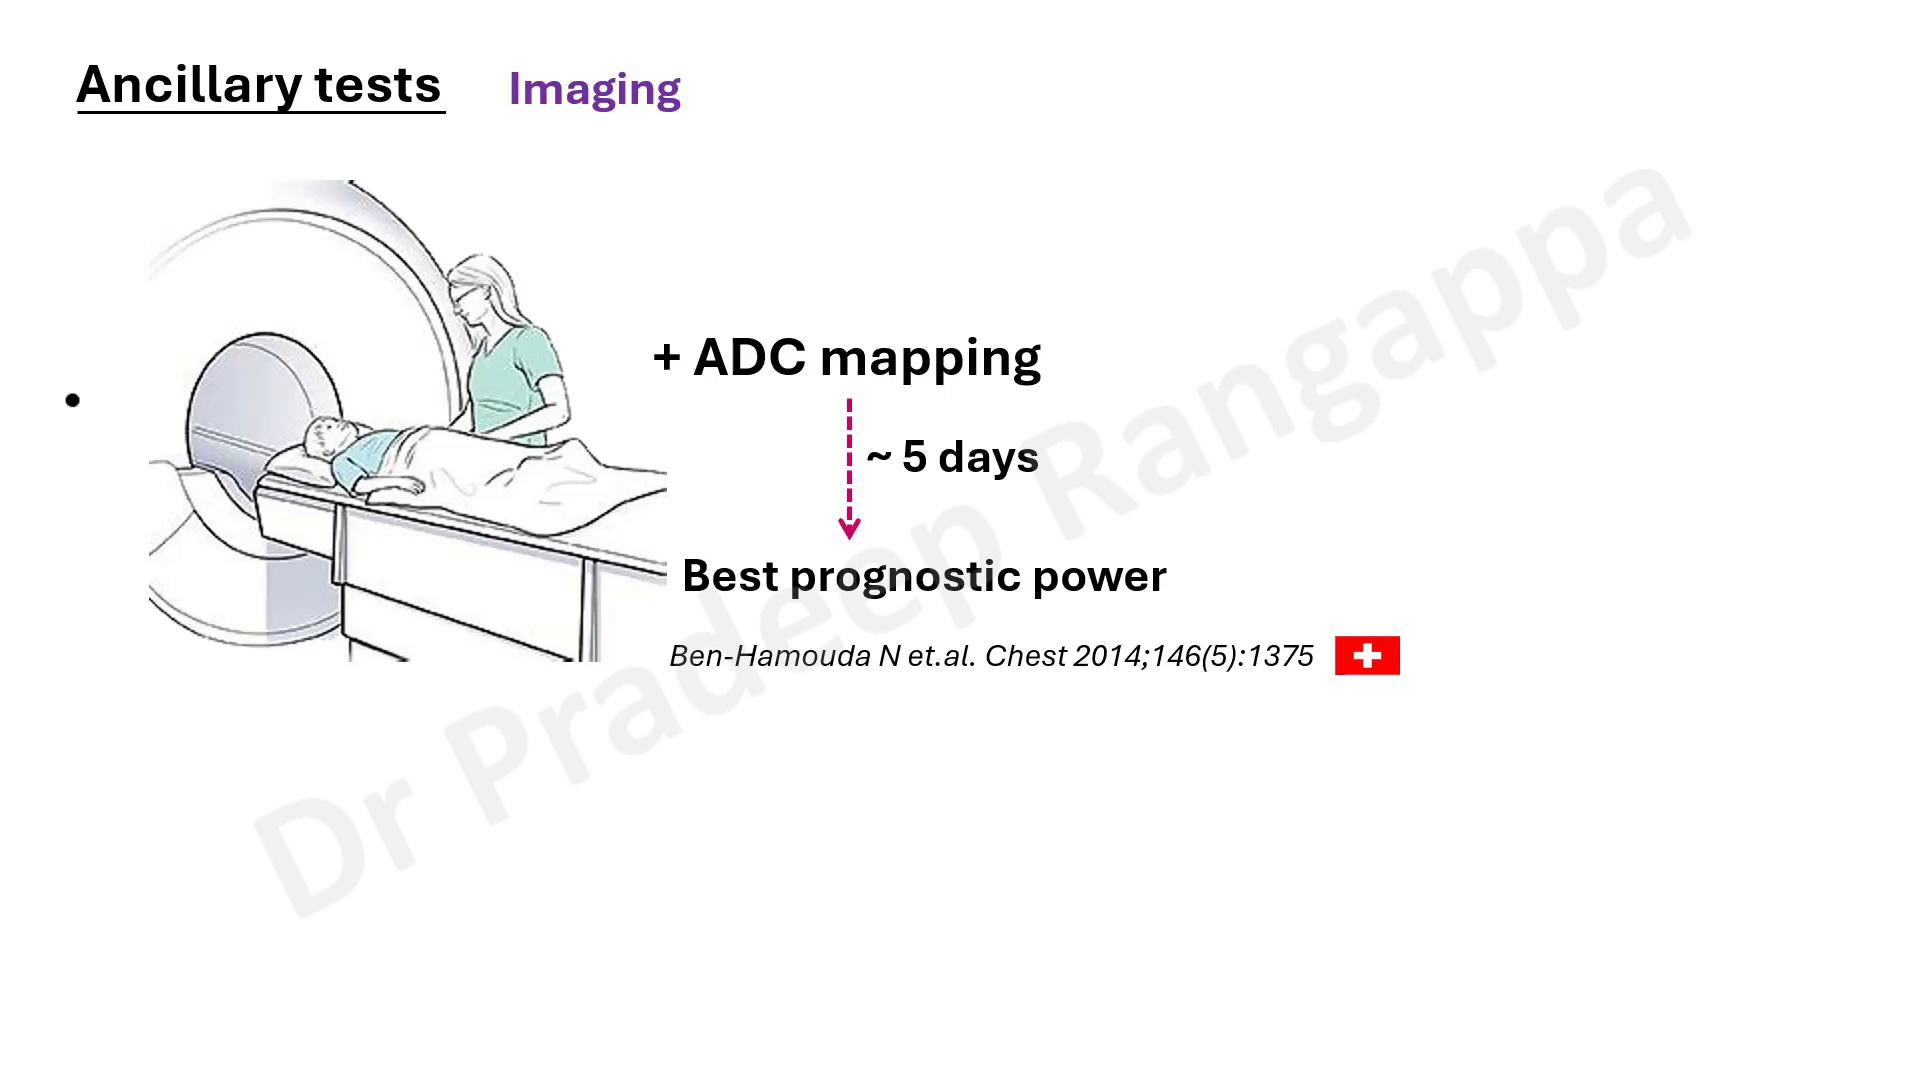 Ancillary tests
Imaging
+ ADC mapping
~ 5 days
Best prognostic power
Ben-Hamouda N et.al. Chest 2014;146(5):1375
Dr Pradeep Rangappa